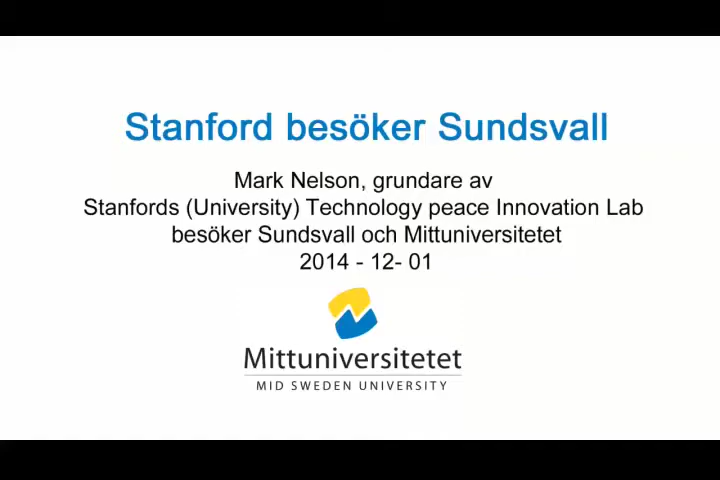 Stanford besöker Sundsvall
Mark Nelson, grundare av
Stanfords (University) Technology peace Innovation Lab
besöker Sundsvall och Mittuniversitetet
2014 - 12- 01
Mittuniversitetet
MID SWEDEN UNIVERSITY